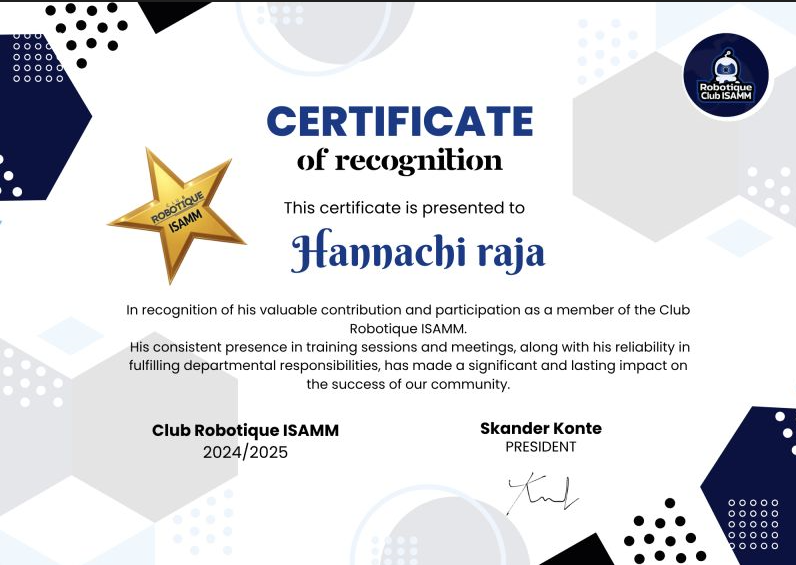 Robotique
Club ISAMM
CERTIFICATE
of recognition
CLUB
ROBOTIQUE
ISAMM
This certificate is presented to
Hannachi raja
In recognition of his valuable contribution and participation as a member of the Club
Robotique ISAMM.
His consistent presence in training sessions and meetings, along with his reliability in
fulfilling departmental responsibilities, has made a significant and lasting impact on
the success of our community.
Club Robotique ISAMM
2024/2025
Skander Konte
PRESIDENT